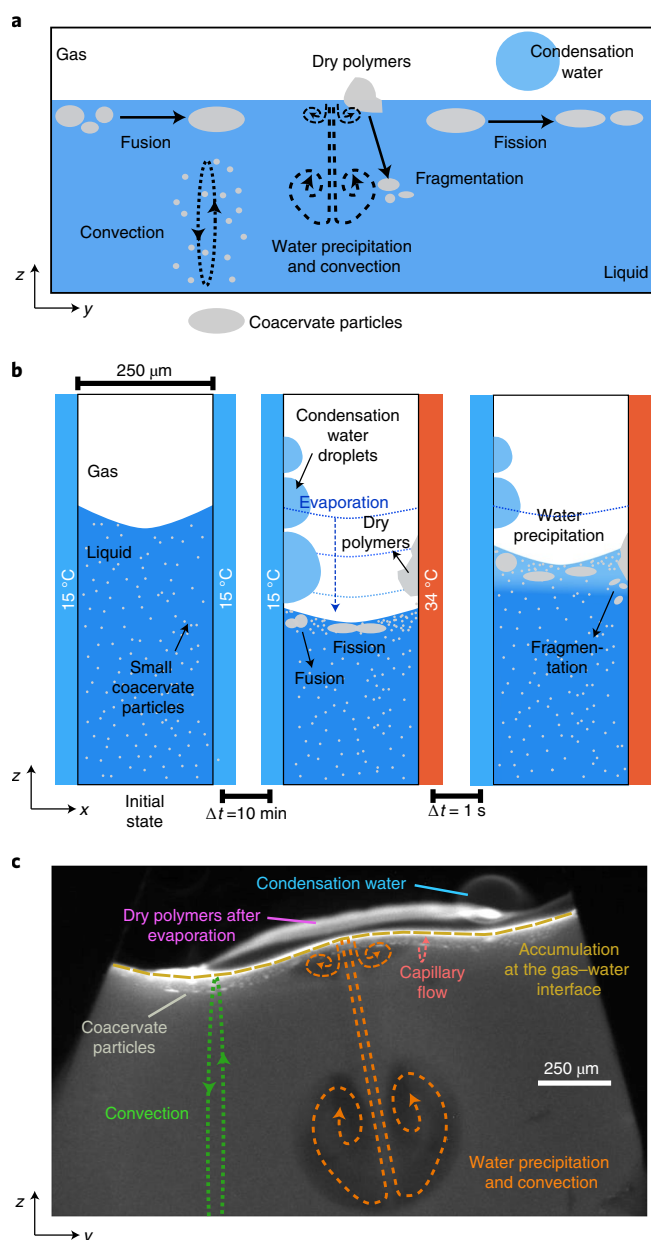 a
Gas
Dry polymers
Condensation
water
Fusion
Fission
Fragmentation
Convection
Water precipitation
and convection
Liquid
z
y
Coacervate particles
b
250 μm
15 °C
Gas
Liquid
Small
coacervate
particles
15 °C
15 °C
Condensation
water
droplets
Evaporation
Dry
polymers
Fission
Fusion
34 °C
Water
precipitation
Fragmen-
tation
z
x
Initial
state
Δt = 10 min
Δt = 1 s
c
Condensation water
Dry polymers after
evaporation
Accumulation
at the gas–water
interface
Capillary
flow
Coacervate
particles
250 μm
Convection
Water precipitation
and convection
z
y